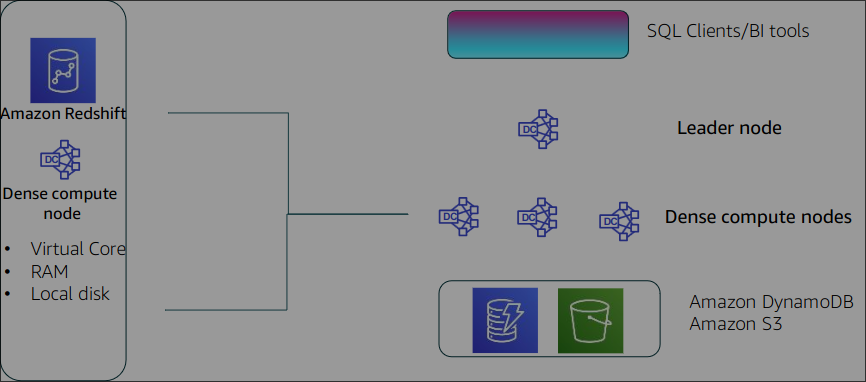 Amazon Redshift
DC
Dense compute
node
• Virtual Core
• RAM
• Local disk
SQL Clients/BI tools
DC
Leader node
DC
DC
DC
Dense compute nodes
Amazon DynamoDB
Amazon S3